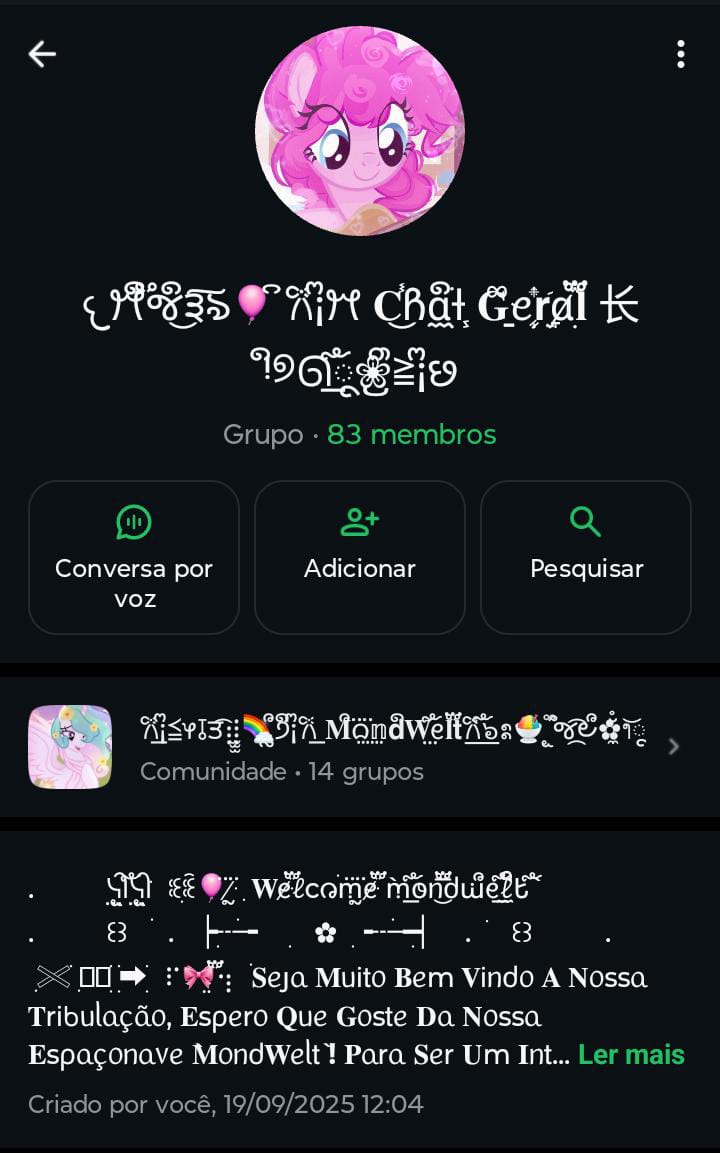 Chat Geral 长
Grupo · 83 membros
Conversa por voz
Adicionar
Pesquisar
MondWelt
Comunidade • 14 grupos
Welcome mondwelt
Seja Muito Bem Vindo A Nossa
Tribulação, Espero Que Goste Da Nossa
Espaçonave MondWelt ! Para Ser Um Int... Ler mais
Criado por você, 19/09/2025 12:04